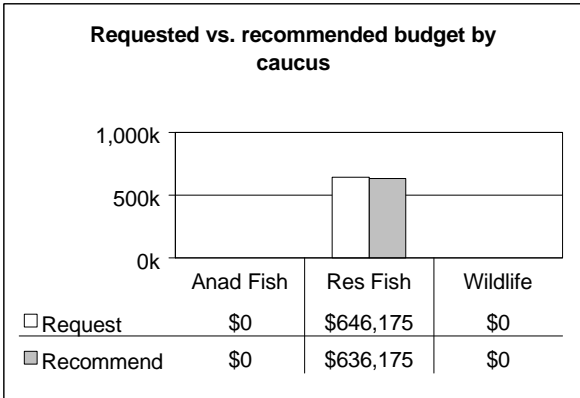 Requested vs. recommended budget by
caucus
1,000k
500k
0k
Anad Fish Res Fish Wildlife
Request $0 $646,175 $0
Recommend $0 $636,175 $0